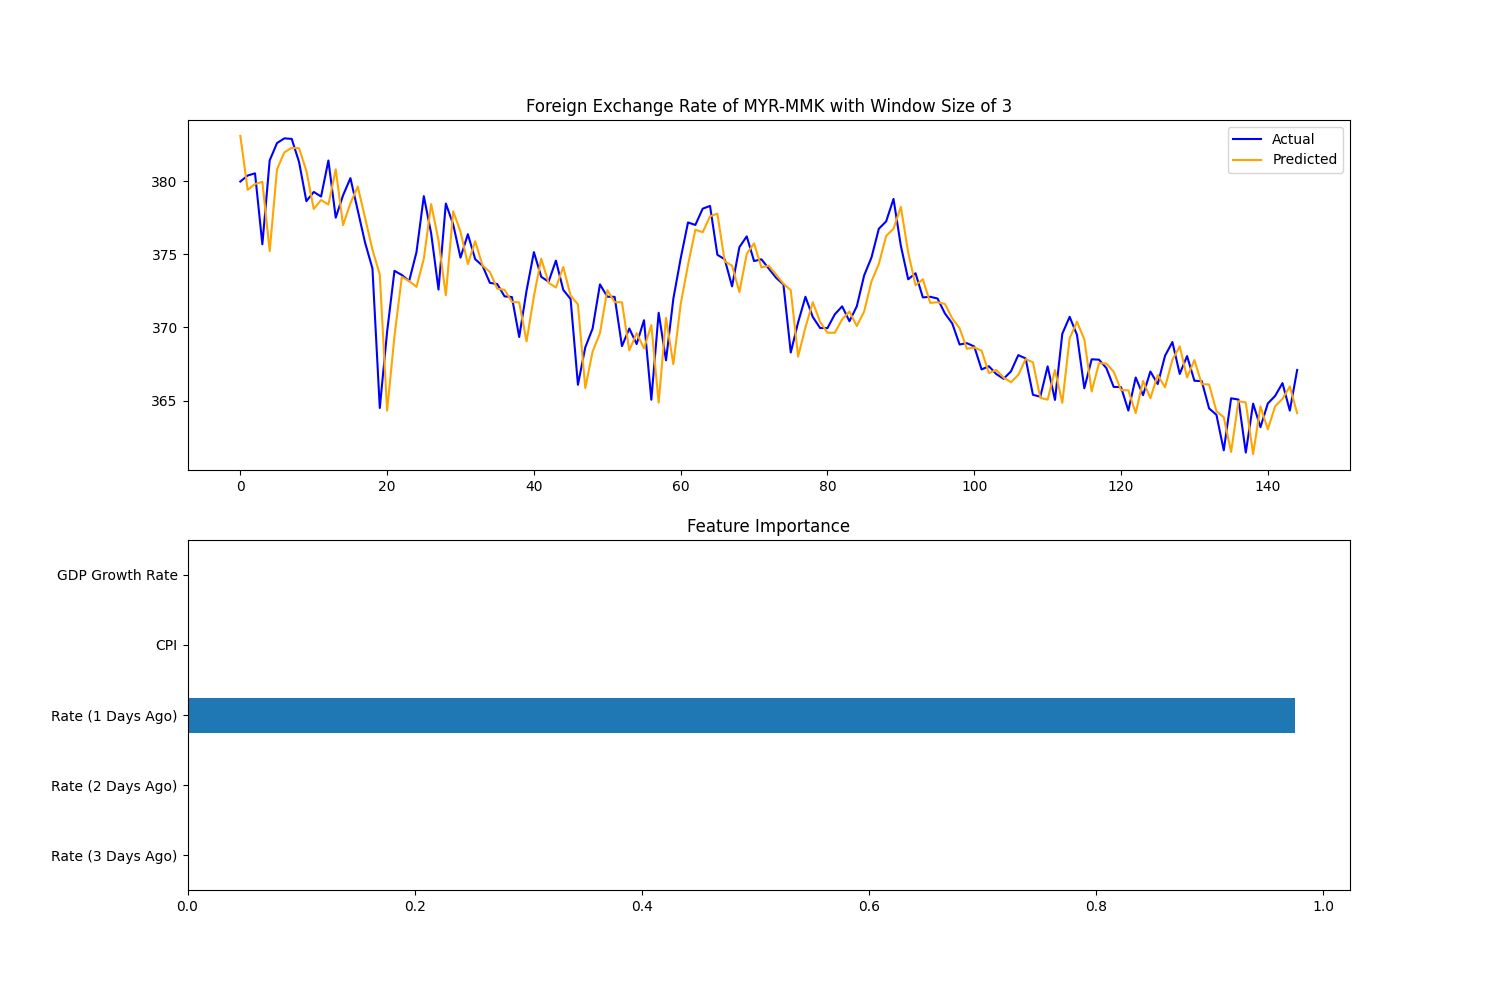 Foreign Exchange Rate of MYR-MMK with Window Size of 3
Actual
Predicted
380
375
370
365
0 20 40 60 80 100 120 140
Feature Importance
GDP Growth Rate
CPI
Rate (1 Days Ago)
Rate (2 Days Ago)
Rate (3 Days Ago)
0.0 0.2 0.4 0.6 0.8 1.0